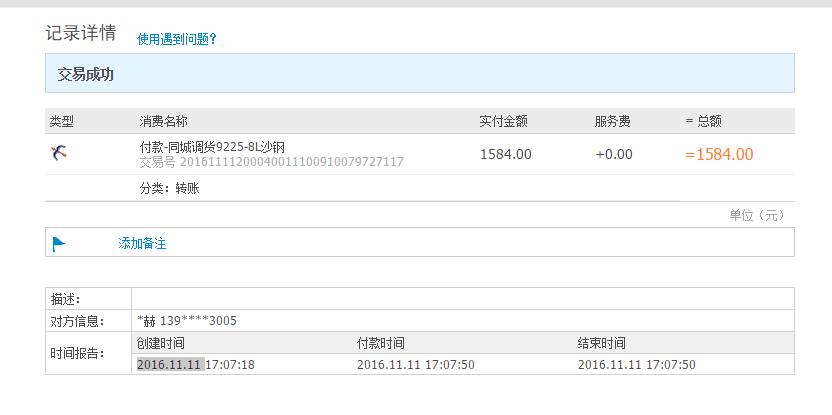 记录详情 使用遇到问题?
交易成功
类型 消费名称 实付金额 服务费 = 总额
付款-同城调货9225-8L沙钢 1584.00 +0.00 =1584.00
交易号 20161111200040011100910079727117
分类：转账
单位（元）
添加备注
描述：
对方信息： *赫 139****3005
时间报告： 创建时间 付款时间 结束时间
2016.11.11 17:07:18 2016.11.11 17:07:50 2016.11.11 17:07:50